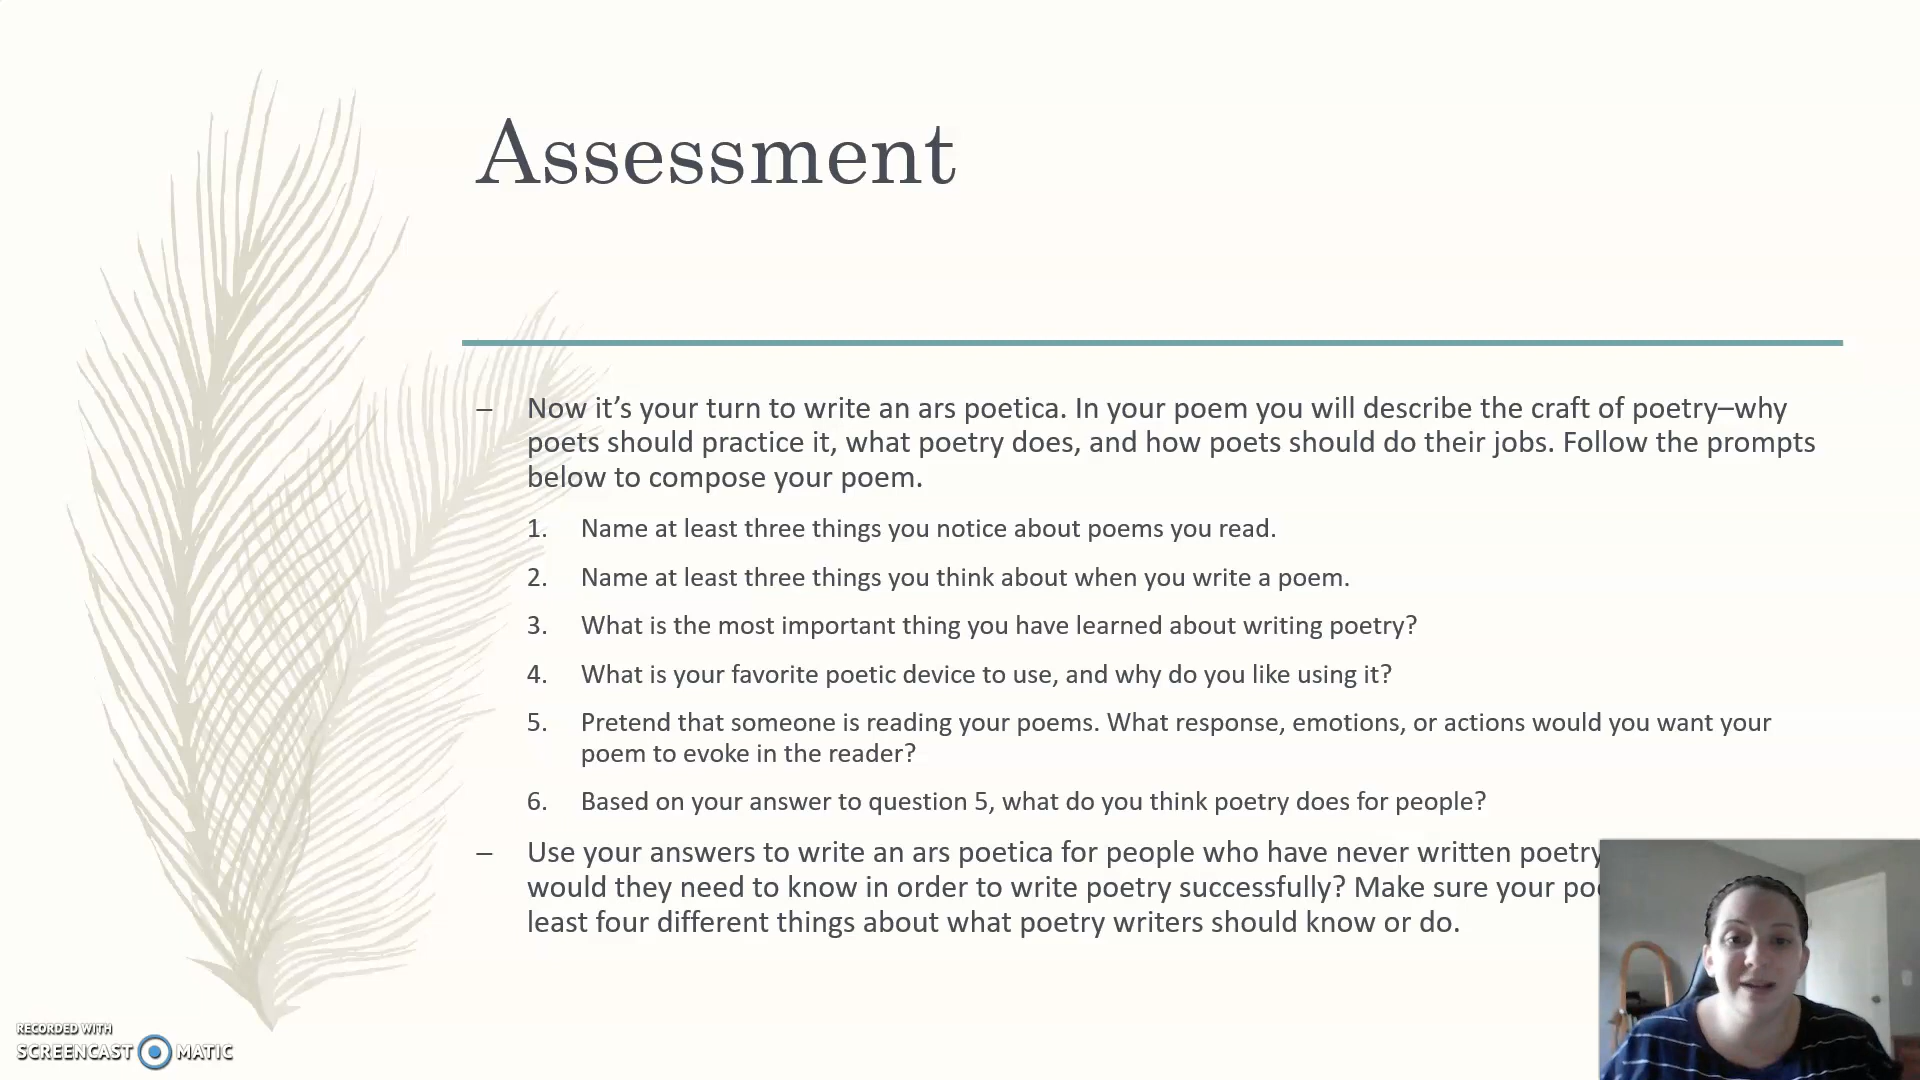 Assessment
– Now it’s your turn to write an ars poetica. In your poem you will describe the craft of poetry–why
poets should practice it, what poetry does, and how poets should do their jobs. Follow the prompts
below to compose your poem.
1. Name at least three things you notice about poems you read.
2. Name at least three things you think about when you write a poem.
3. What is the most important thing you have learned about writing poetry?
4. What is your favorite poetic device to use, and why do you like using it?
5. Pretend that someone is reading your poems. What response, emotions, or actions would you want your
poem to evoke in the reader?
6. Based on your answer to question 5, what do you think poetry does for people?
– Use your answers to write an ars poetica for people who have never written poetry
would they need to know in order to write poetry successfully? Make sure your
least four different things about what poetry writers should know or do.
RECORDED WITH
SCREENCAST MATIC